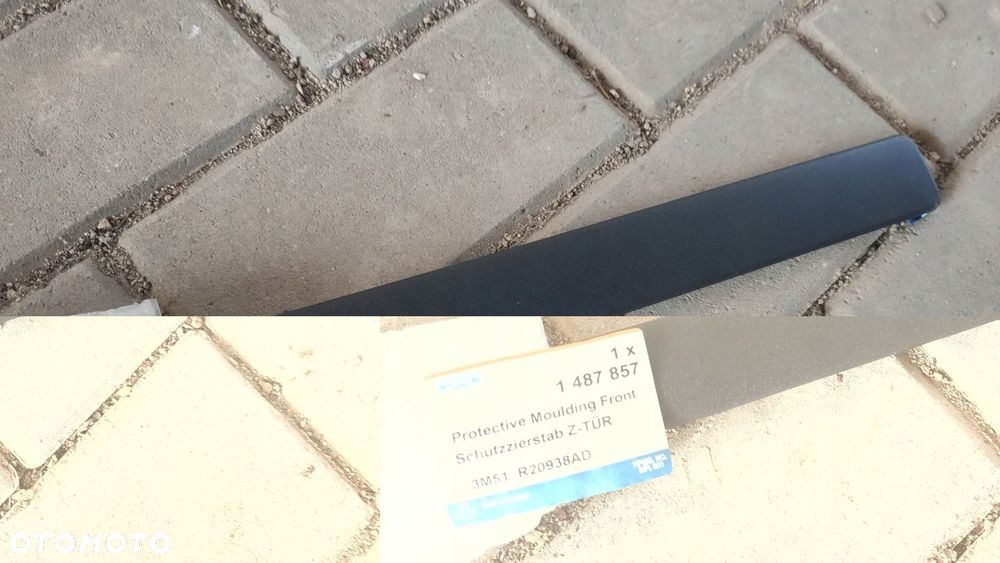 1 x
1 487 857
Protective Moulding Front
Schutzzierstab Z-TÜR
3M51 R20938AD
OTOMOTO